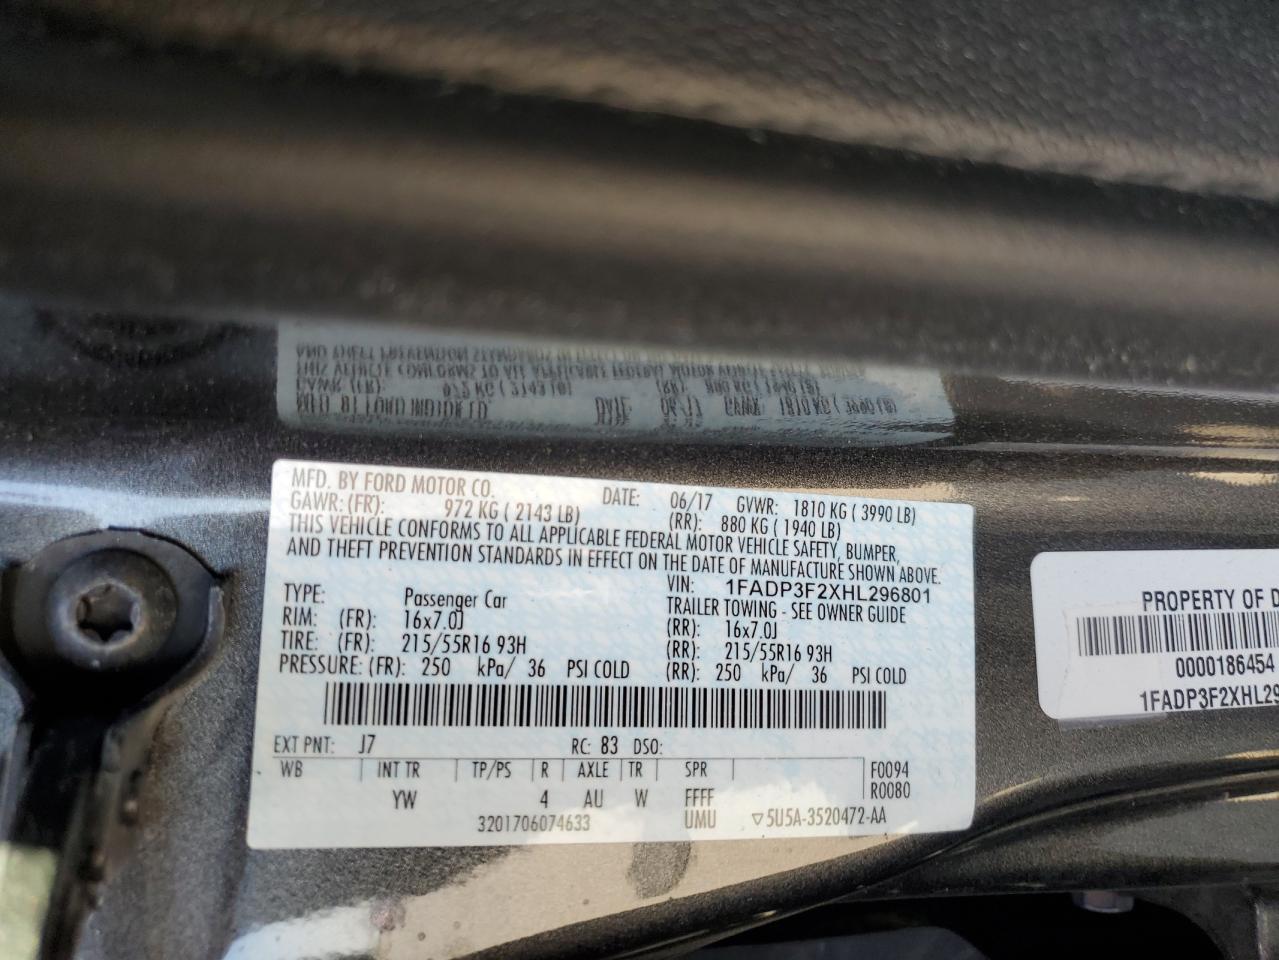 MFD. BY FORD MOTOR CO. DATE: 06/17 GVWR: 1810 KG ( 3990 LB)
GAWR: (FR): 972 KG ( 2143 LB) (RR): 880 KG ( 1940 LB)
THIS VEHICLE CONFORMS TO ALL APPLICABLE FEDERAL MOTOR VEHICLE SAFETY, BUMPER,
AND THEFT PREVENTION STANDARDS IN EFFECT ON THE DATE OF MANUFACTURE SHOWN ABOVE.
VIN: 1FADP3F2XHL296801
TYPE: Passenger Car TRAILER TOWING - SEE OWNER GUIDE
RIM: (FR): 16x7.0J (RR): 16x7.0J
TIRE: (FR): 215/55R16 93H (RR): 215/55R16 93H
PRESSURE: (FR): 250 kPa/ 36 PSI COLD (RR): 250 kPa/ 36 PSI COLD
EXT PNT: J7 RC: 83 DSO:
WB INT TR TP/PS R AXLE TR SPR F0094
YW 4 AU W FFFF R0080
UMU ▽5U5A-3520472-AA
3201706074633
PROPERTY OF D
0000186454
1FADP3F2XHL29